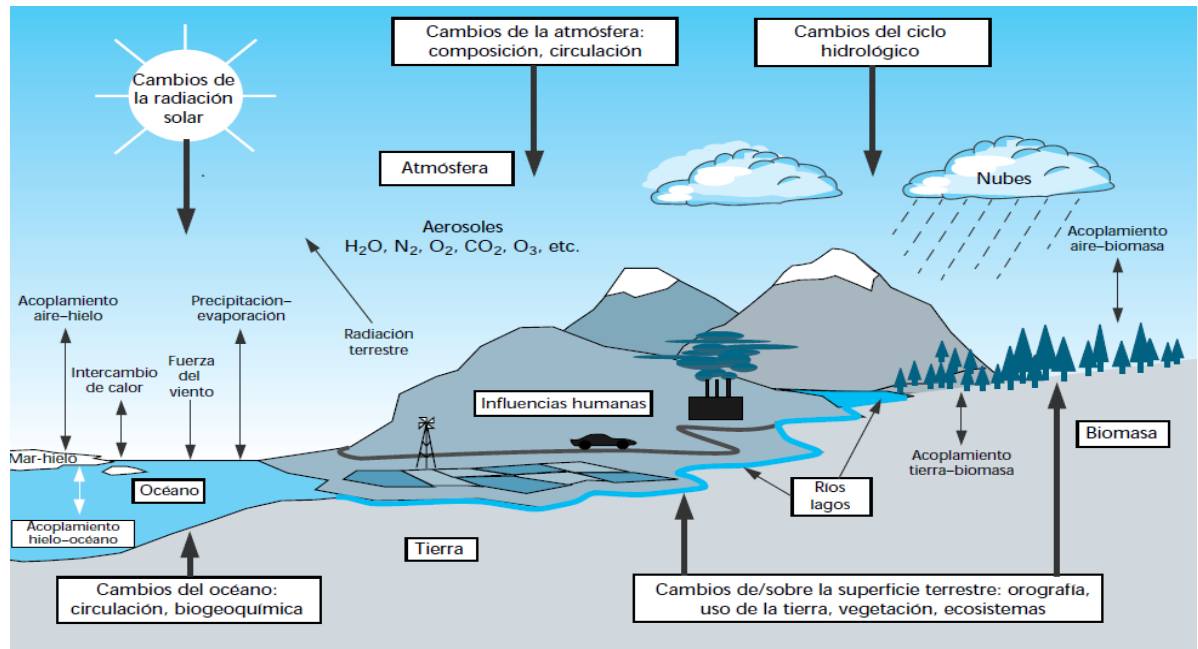 Cambios de la atmósfera:
composición, circulación
Cambios del ciclo
hidrológico
Cambios de
la radiación
solar
Atmósfera
Nubes
Aerosoles
H₂O, N₂, O₂, CO₂, O₃, etc.
Acoplamiento
aire–biomasa
Acoplamiento
aire–hielo
Precipitación–
evaporación
Radiación
terrestre
Intercambio
de calor
Fuerza
del
viento
Influencias humanas
Biomasa
Mar-hielo
Océano
Acoplamiento
tierra–biomasa
Ríos
lagos
Acoplamiento
hielo–océano
Tierra
Cambios del océano:
circulación, biogeoquímica
Cambios de/sobre la superficie terrestre: orografía,
uso de la tierra, vegetación, ecosistemas